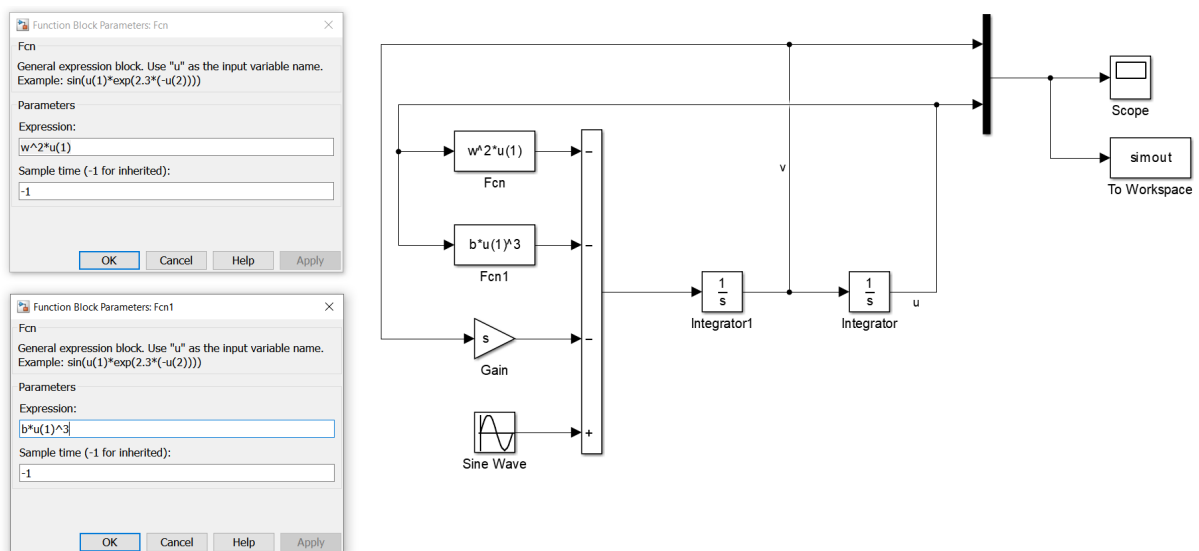 Function Block Parameters: Fcn
Fcn
General expression block. Use "u" as the input variable name.
Example: sin(u(1)*exp(2.3*(-u(2))))
Parameters
Expression:
w^2*u(1)
Sample time (-1 for inherited):
-1
OK Cancel Help Apply
Function Block Parameters: Fcn1
Fcn
General expression block. Use "u" as the input variable name.
Example: sin(u(1)*exp(2.3*(-u(2))))
Parameters
Expression:
b*u(1)^3
Sample time (-1 for inherited):
-1
OK Cancel Help Apply
Scope
simout
To Workspace
w^2*u(1)
Fcn
−
v
b*u(1)^3
Fcn1
−
1
s
Integrator1
1
s
Integrator
u
s
Gain
−
Sine Wave
+